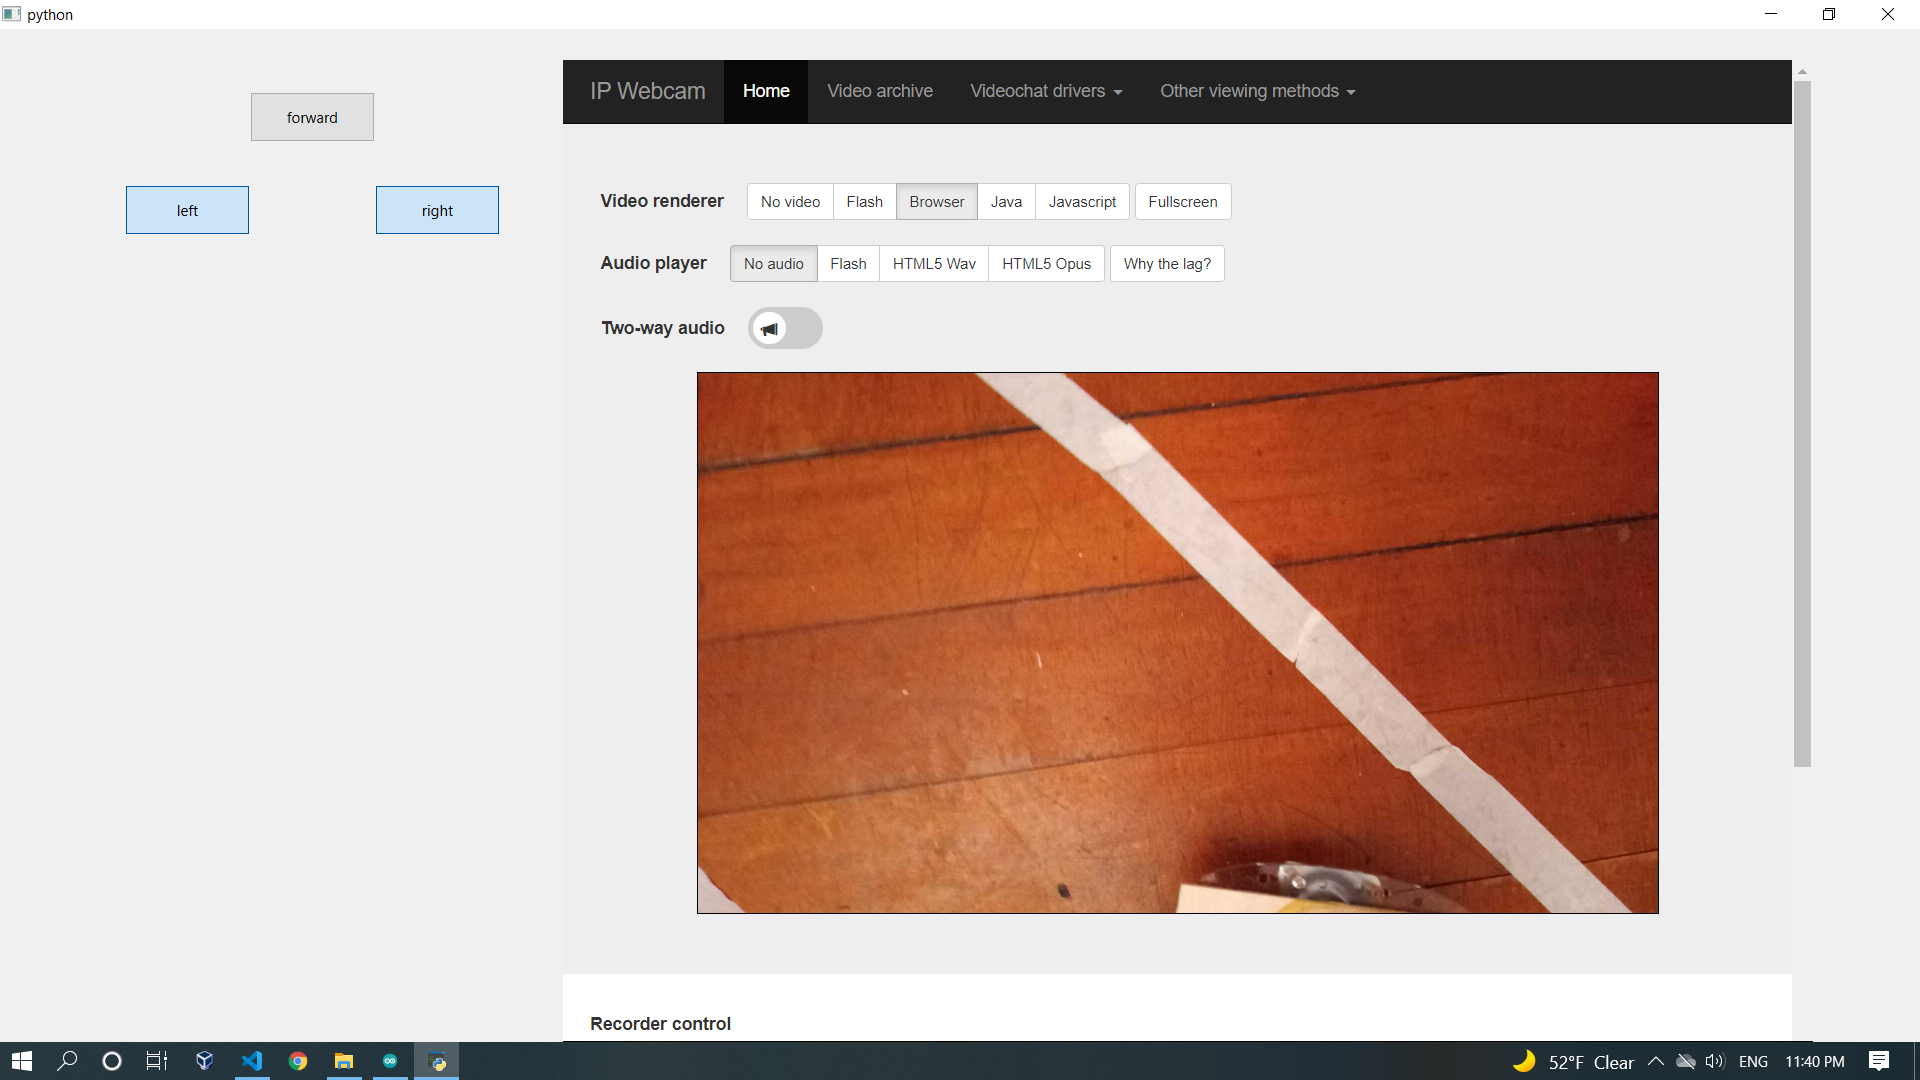 python
forward
left
right
IP Webcam Home Video archive Videochat drivers Other viewing methods
Video renderer No video Flash Browser Java Javascript Fullscreen
Audio player No audio Flash HTML5 Wav HTML5 Opus Why the lag?
Two-way audio
Recorder control
52°F Clear ENG 11:40 PM